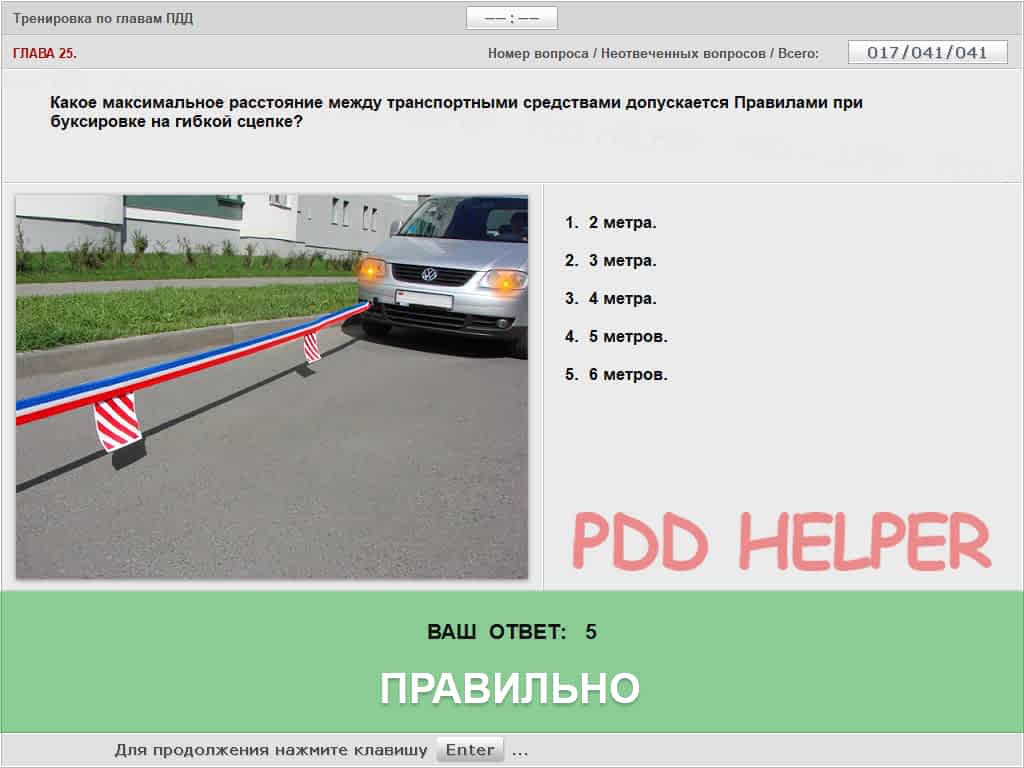 Тренировка по главам ПДД
–– : ––
ГЛАВА 25.
Номер вопроса / Неотвеченных вопросов / Всего:
017/041/041
Какое максимальное расстояние между транспортными средствами допускается Правилами при
буксировке на гибкой сцепке?
1. 2 метра.
2. 3 метра.
3. 4 метра.
4. 5 метров.
5. 6 метров.
PDD HELPER
ВАШ ОТВЕТ: 5
ПРАВИЛЬНО
Для продолжения нажмите клавишу Enter ...